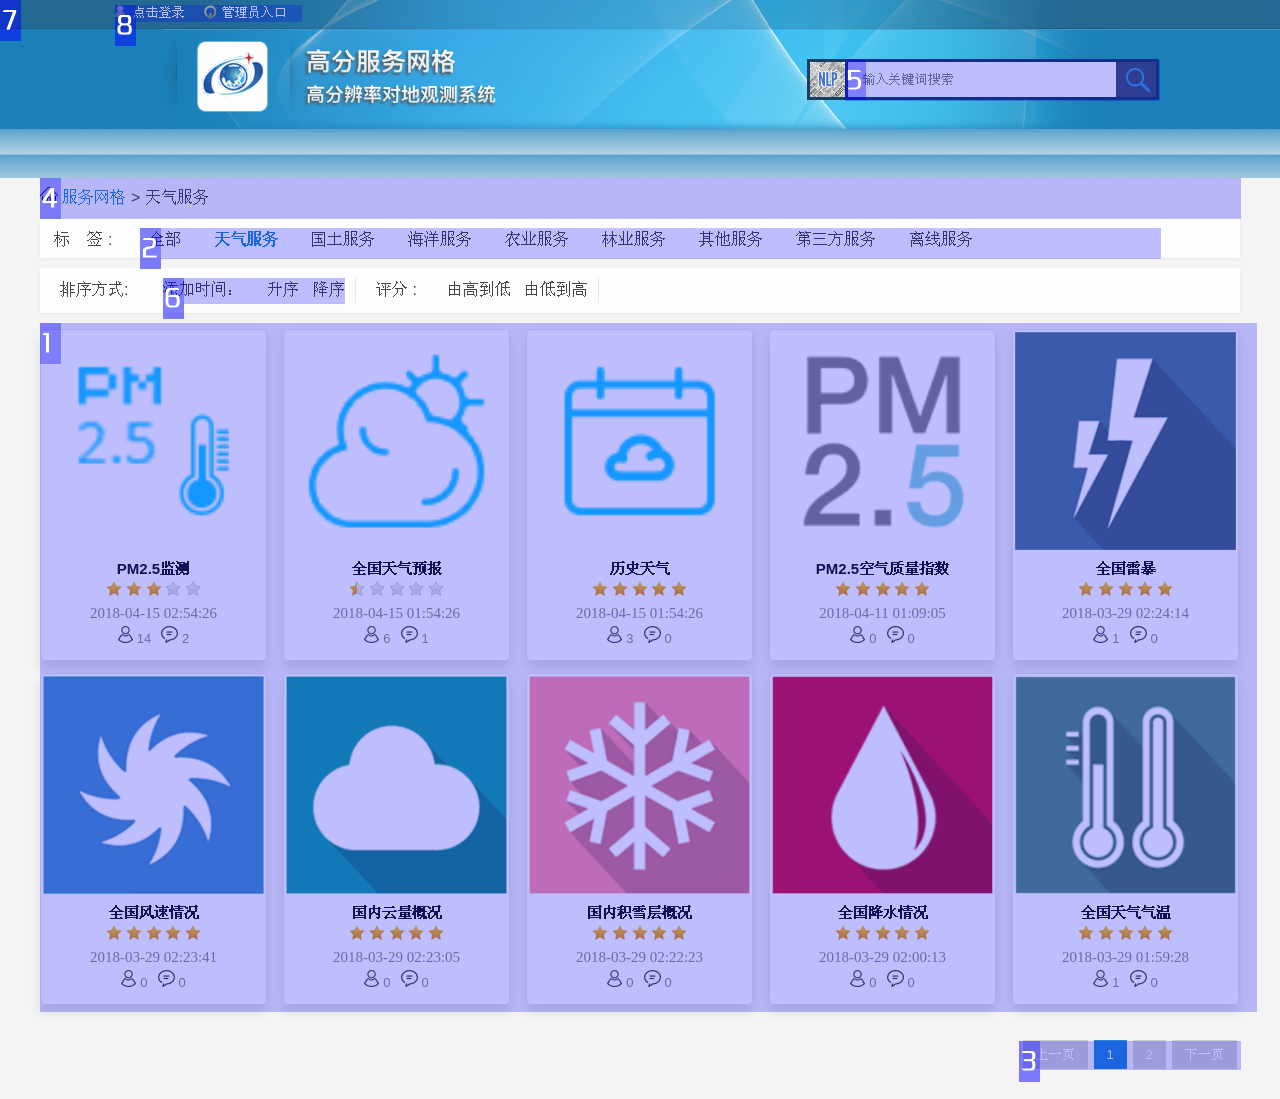 7
8 点击登录 管理员入口
高分服务网格
高分辨率对地观测系统
NLP 5 输入关键词搜索
4 服务网格 > 天气服务
标 签： 2 全部 天气服务 国土服务 海洋服务 农业服务 林业服务 其他服务 第三方服务 离线服务
排序方式: 6 添加时间： 升序 降序 评分： 由高到低 由低到高
1
PM 2.5
PM 2.5
PM2.5监测 全国天气预报 历史天气 PM2.5空气质量指数 全国雷暴
2018-04-15 02:54:26 2018-04-15 01:54:26 2018-04-15 01:54:26 2018-04-11 01:09:05 2018-03-29 02:24:14
14 2 6 1 3 0 0 0 1 0
全国风速情况 国内云量概况 国内积雪层概况 全国降水情况 全国天气气温
2018-03-29 02:23:41 2018-03-29 02:23:05 2018-03-29 02:22:23 2018-03-29 02:00:13 2018-03-29 01:59:28
0 0 0 0 0 0 0 0 1 0
3 上一页 1 2 下一页